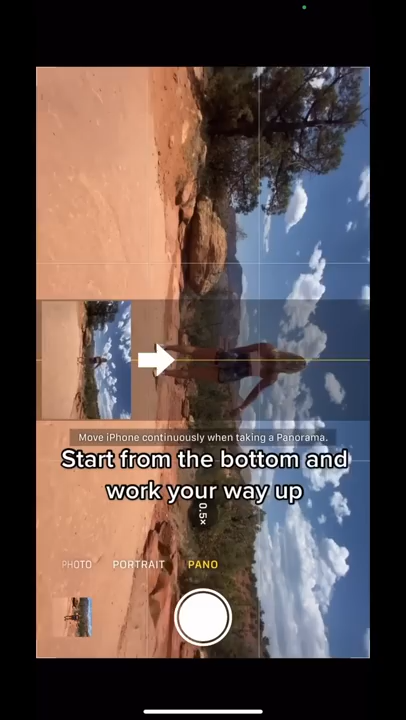 Move iPhone continuously when taking a Panorama.
Start from the bottom and
work your way up
0.5×
PHOTO
PORTRAIT
PANO